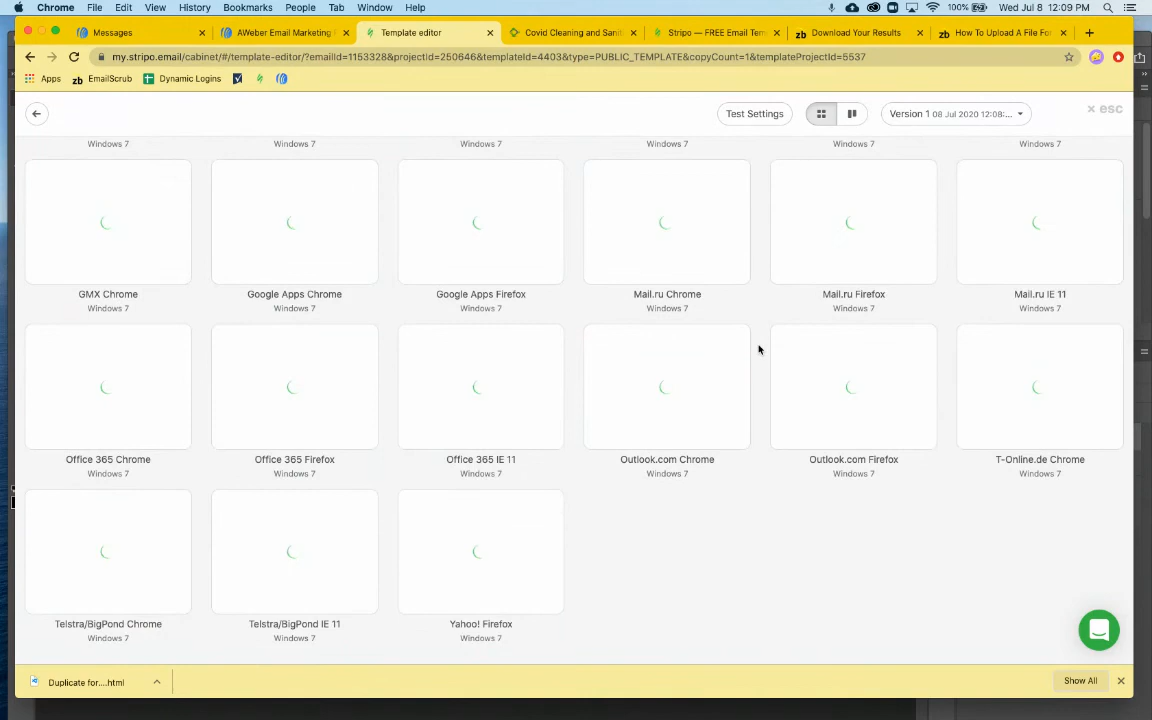 Chrome File Edit View History Bookmarks People Tab Window Help 100% Wed Jul 8 12:09 PM
Messages AWeber Email Marketing Template editor Covid Cleaning and Sani Stripo — FREE Email Tem zb Download Your Results zb How To Upload A File For
my.stripo.email/cabinet/#/template-editor/?emailId=1153328&projectId=250646&templateId=4403&type=PUBLIC_TEMPLATE&copyCount=1&templateProjectId=5537
Apps zb EmailScrub Dynamic Logins
Test Settings Version 1 08 Jul 2020 12:08:... × esc
Windows 7 Windows 7 Windows 7 Windows 7 Windows 7 Windows 7
GMX Chrome Google Apps Chrome Google Apps Firefox Mail.ru Chrome Mail.ru Firefox Mail.ru IE 11
Windows 7 Windows 7 Windows 7 Windows 7 Windows 7 Windows 7
Office 365 Chrome Office 365 Firefox Office 365 IE 11 Outlook.com Chrome Outlook.com Firefox T-Online.de Chrome
Windows 7 Windows 7 Windows 7 Windows 7 Windows 7 Windows 7
Telstra/BigPond Chrome Telstra/BigPond IE 11 Yahoo! Firefox
Windows 7 Windows 7 Windows 7
Duplicate for....html Show All